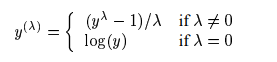 y^{(λ)} = { (y^λ − 1)/λ if λ ≠ 0
log(y) if λ = 0